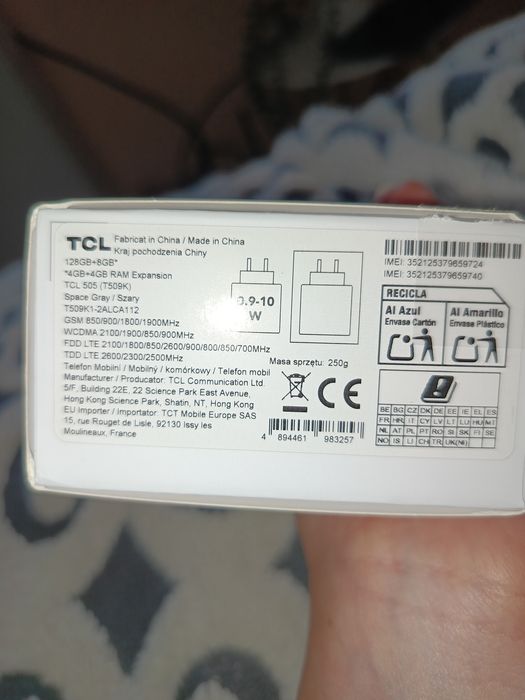 TCL Fabricat in China / Made in China
Kraj pochodzenia Chiny
128GB+8GB*
*4GB+4GB RAM Expansion
TCL 505 (T509K)
Space Gray / Szary
T509K1-2ALCA112
GSM 850/900/1800/1900MHz
WCDMA 2100/1900/850/900MHz
FDD LTE 2100/1800/850/2600/900/800/850/700MHz
TDD LTE 2600/2300/2500MHz
Telefon Mobilní / Mobilny / komórkowy / Telefon mobil
Manufacturer / Producator: TCL Communication Ltd.
5/F, Building 22E, 22 Science Park East Avenue,
Hong Kong Science Park, Shatin, NT, Hong Kong
EU Importer / Importator: TCT Mobile Europe SAS
15, rue Rouget de Lisle, 92130 Issy les
Moulineaux, France
0.9-10
W
Masa sprzętu: 250g
CE
4 894461 983257
IMEI: 352125379659724
IMEI: 352125379659740
RECICLA
Al Azul
Envase Cartón
Al Amarillo
Envase Plástico
BE BG CZ DK DE EE IE EL ES
FR HR IT CY LV LT LU HU MT
NL AT PL PT RO SI SK FI SE
NO IS LI CH TR UK(NI)